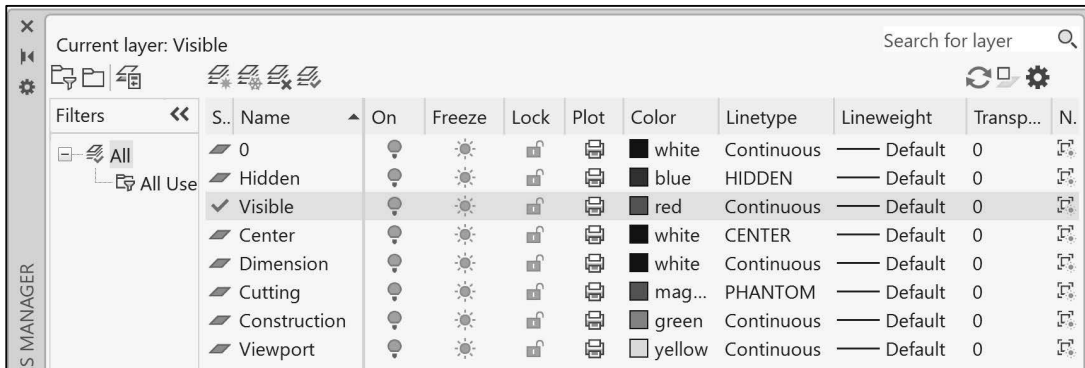 Current layer: Visible Search for layer
Filters S.. Name On Freeze Lock Plot Color Linetype Lineweight Transp... N.
All 0 white Continuous Default 0
All Use Hidden blue HIDDEN Default 0
Visible red Continuous Default 0
Center white CENTER Default 0
Dimension white Continuous Default 0
Cutting mag... PHANTOM Default 0
Construction green Continuous Default 0
Viewport yellow Continuous Default 0
S MANAGER